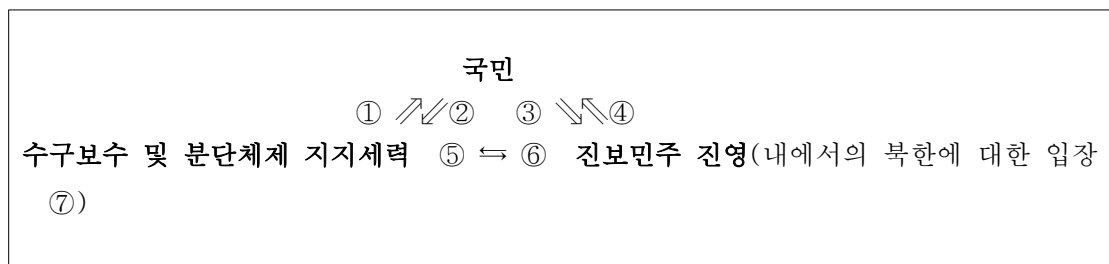 국민
① ⇗⇙② ③ ⇘⇖④
수구보수 및 분단체제 지지세력 ⑤ ⇆ ⑥ 진보민주 진영(내에서의 북한에 대한 입장
⑦)